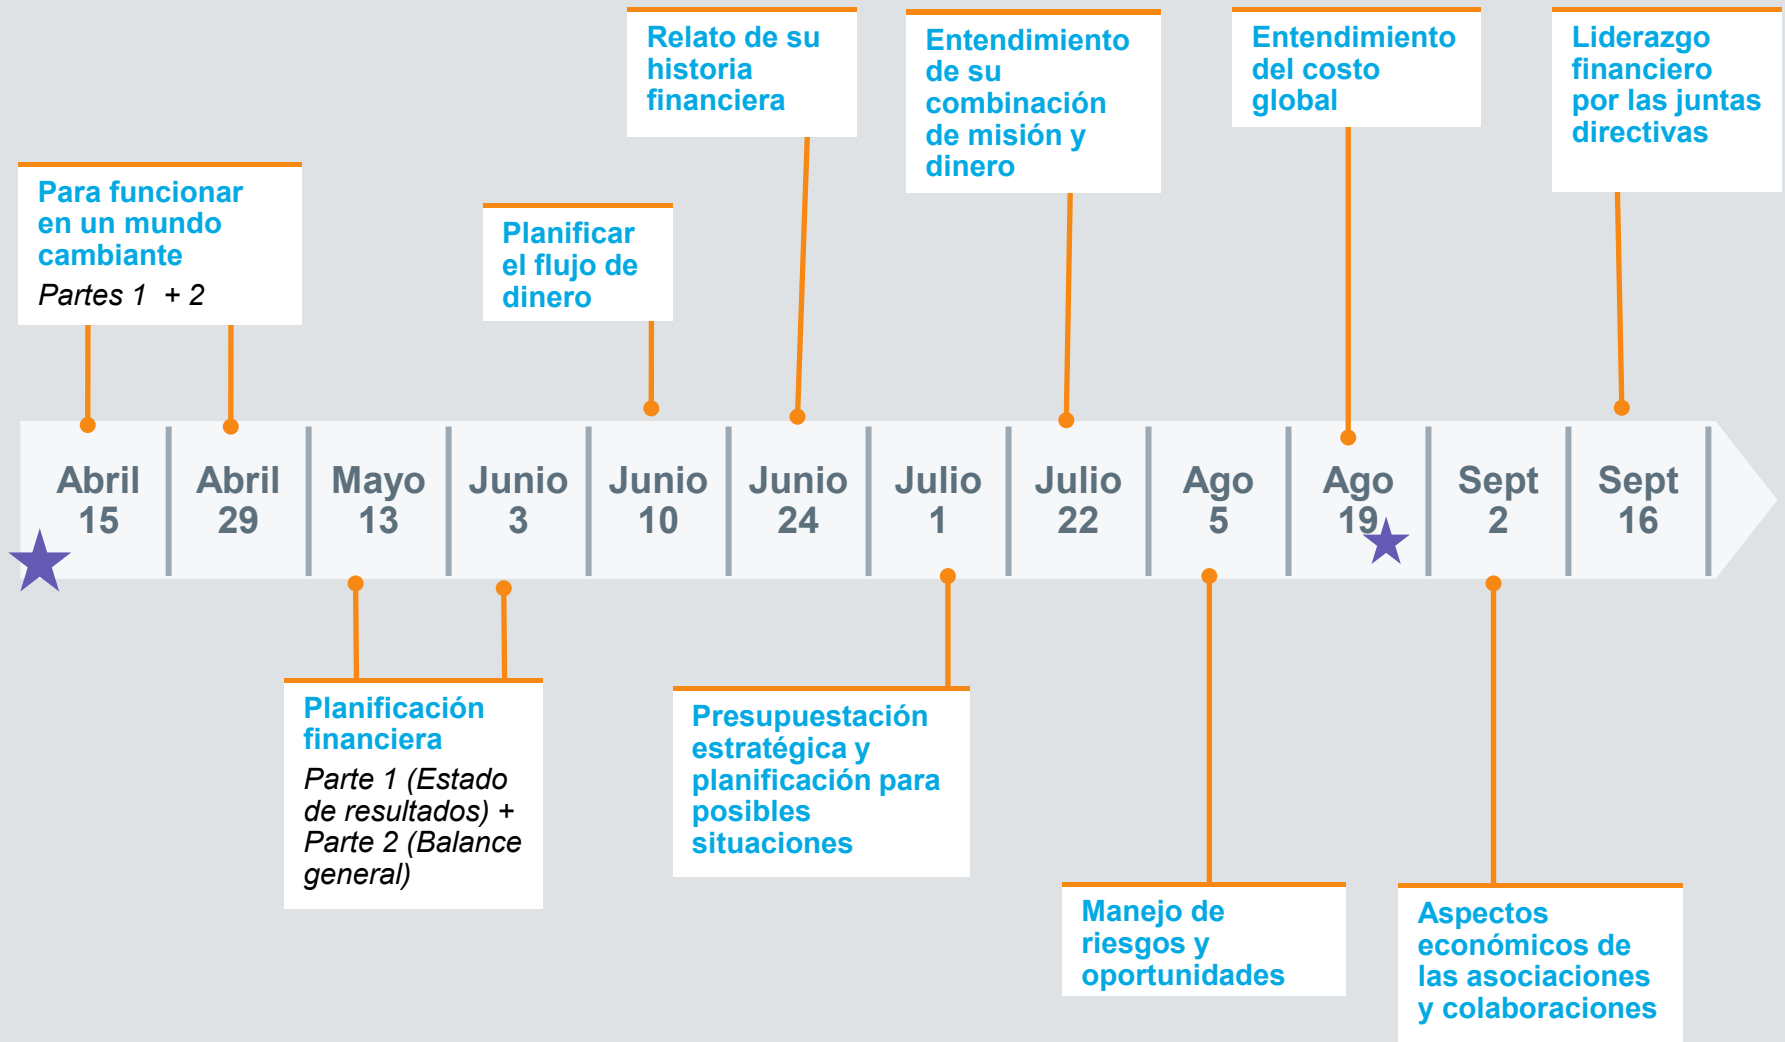 Relato de su
historia
financiera
Entendimiento
de su
combinación
de misión y
dinero
Entendimiento
del costo
global
Liderazgo
financiero
por las juntas
directivas
Para funcionar
en un mundo
cambiante
Partes 1 + 2
Planificar
el flujo de
dinero
Abril
15
Abril
29
Mayo
13
Junio
3
Junio
10
Junio
24
Julio
1
Julio
22
Ago
5
Ago
19
Sept
2
Sept
16
Planificación
financiera
Parte 1 (Estado
de resultados) +
Parte 2 (Balance
general)
Presupuestación
estratégica y
planificación para
posibles
situaciones
Manejo de
riesgos y
oportunidades
Aspectos
económicos de
las asociaciones
y colaboraciones